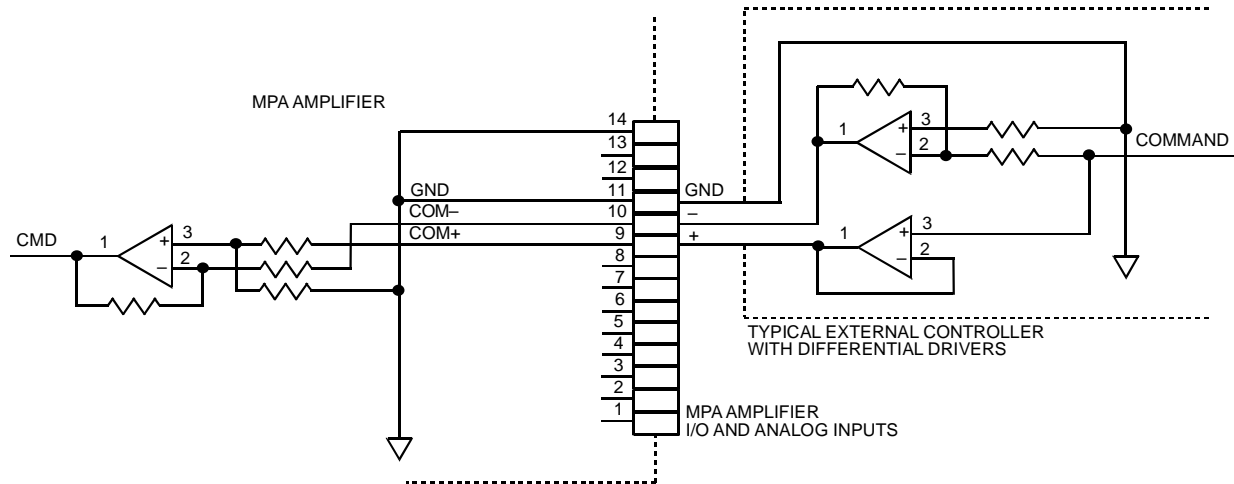 MPA AMPLIFIER
14
13
12
11
10
9
8
7
6
5
4
3
2
1
GND
COM–
COM+
CMD
1
3
+
2
–
GND
–
+
1
+
3
–
2
COMMAND
1
+
3
–
2
TYPICAL EXTERNAL CONTROLLER
WITH DIFFERENTIAL DRIVERS
MPA AMPLIFIER
I/O AND ANALOG INPUTS